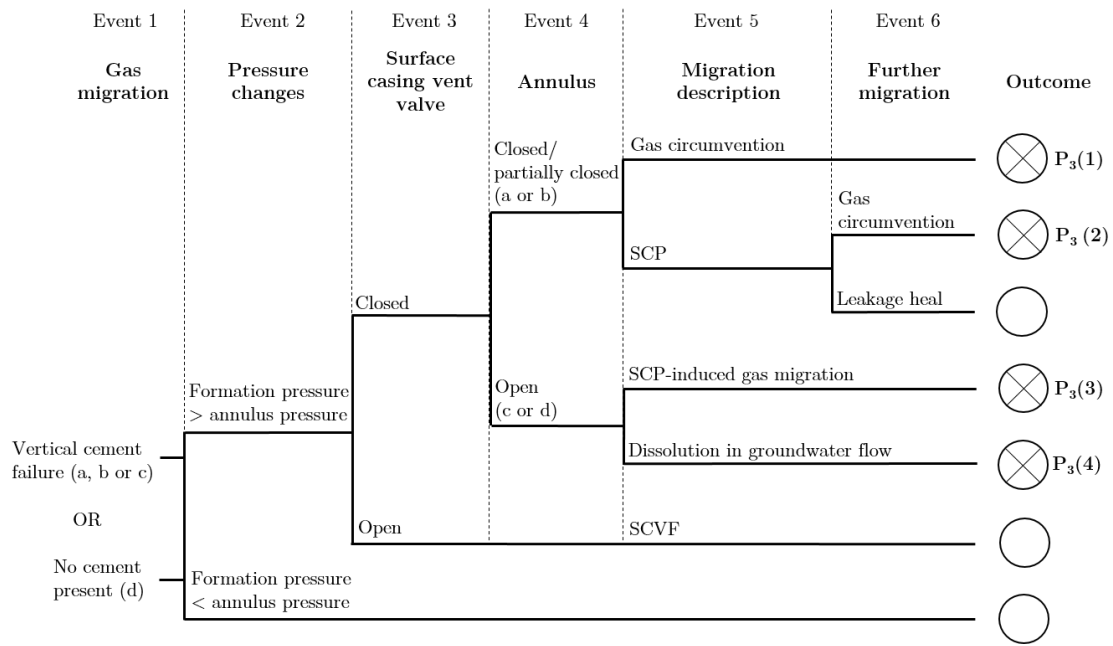 Event 1
Event 2
Event 3
Event 4
Event 5
Event 6
Gas
migration
Pressure
changes
Surface
casing vent
valve
Annulus
Migration
description
Further
migration
Outcome
Closed/
partially closed
(a or b)
Gas circumvention
P3(1)
Gas
circumvention
P3 (2)
SCP
Leakage heal
Closed
SCP-induced gas migration
P3(3)
Open
(c or d)
Formation pressure
> annulus pressure
Dissolution in groundwater flow
P3(4)
Vertical cement
failure (a, b or c)
OR
Open
SCVF
No cement
present (d)
Formation pressure
< annulus pressure